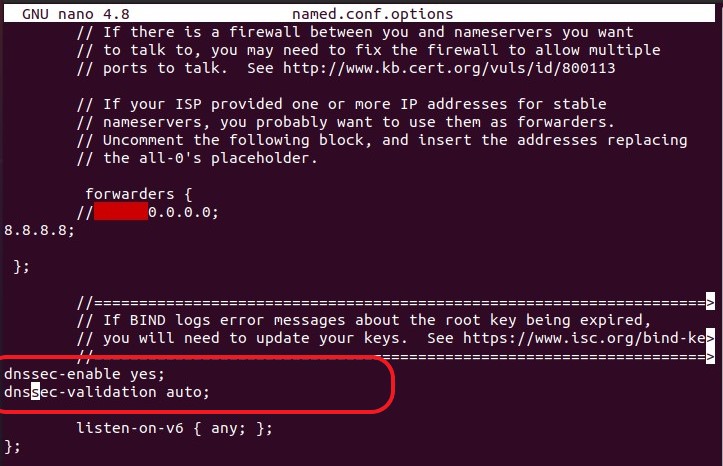 GNU nano 4.8 named.conf.options
// If there is a firewall between you and nameservers you want
// to talk to, you may need to fix the firewall to allow multiple
// ports to talk.  See http://www.kb.cert.org/vuls/id/800113
// If your ISP provided one or more IP addresses for stable
// nameservers, you probably want to use them as forwarders.
// Uncomment the following block, and insert the addresses replacing
// the all-0's placeholder.
forwarders {
// 0.0.0.0;
8.8.8.8;
};
//====================================================================>
// If BIND logs error messages about the root key being expired,
// you will need to update your keys.  See https://www.isc.org/bind-ke>
//====================================================================>
dnssec-enable yes;
dnssec-validation auto;
listen-on-v6 { any; };
};